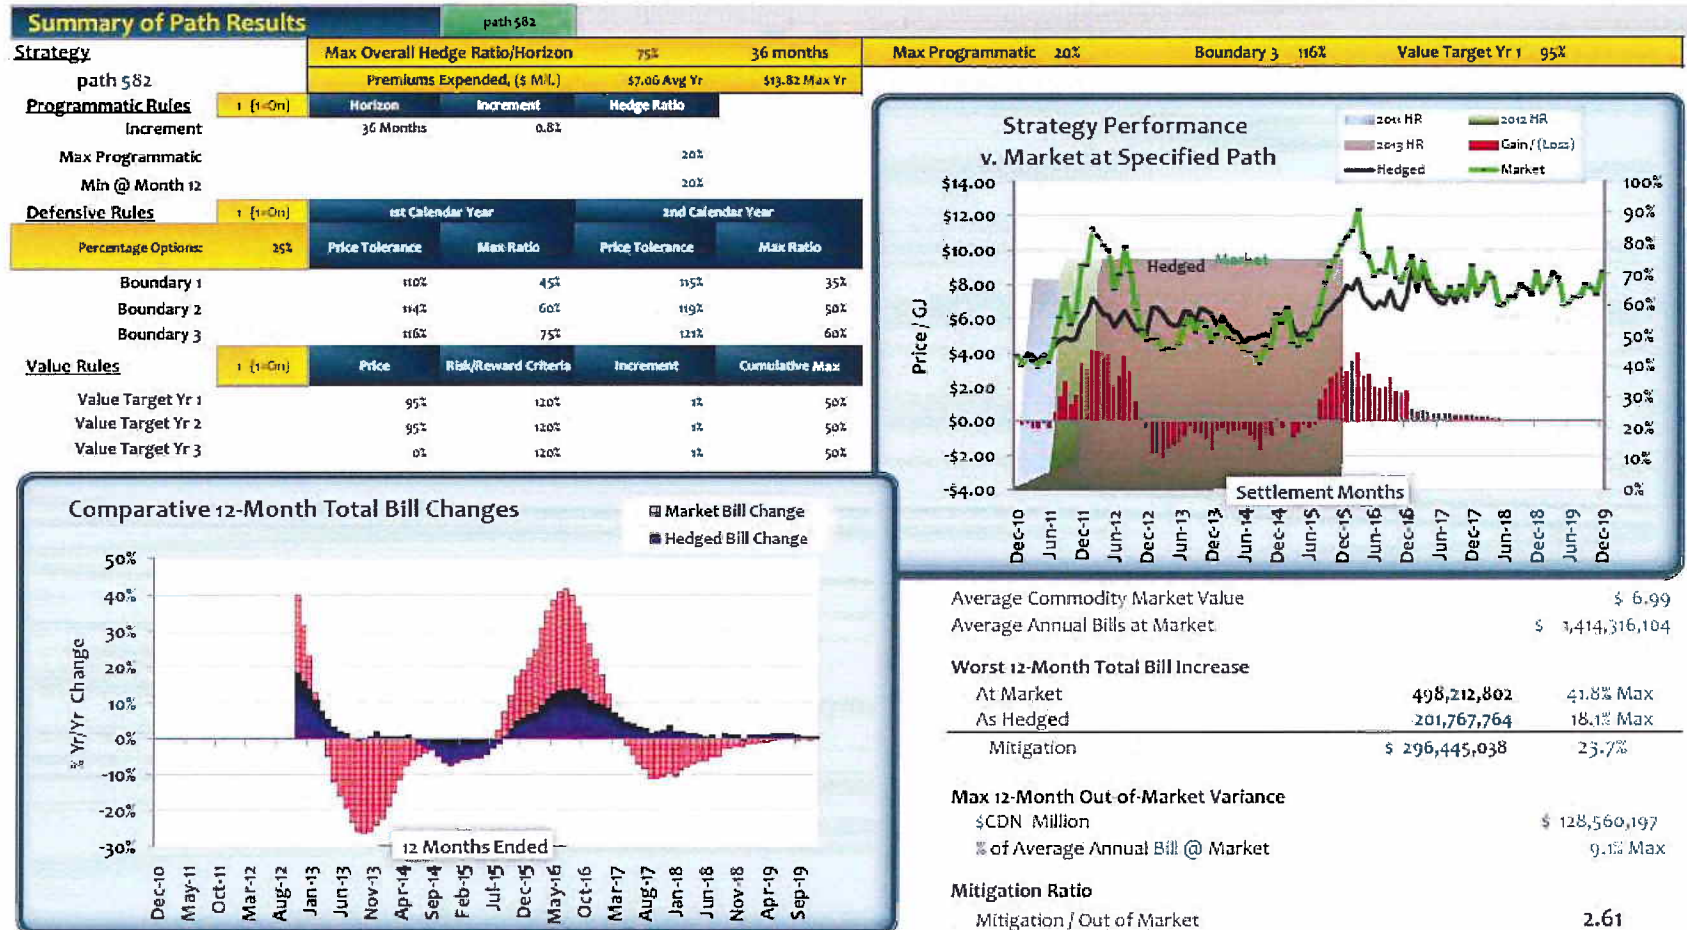 Summary of Path Results path 582
Strategy Max Overall Hedge Ratio/Horizon 75% 36 months Max Programmatic 20% Boundary 3 116% Value Target Yr 1 95%
path 582 Premiums Expended, ($ Mil.) $7.06 Avg Yr $13.82 Max Yr
Programmatic Rules 1 {1=On} Horizon Increment Hedge Ratio
Increment 36 Months 0.8%
Max Programmatic 20%
Min @ Month 12 20%
Defensive Rules 1 {1=On} 1st Calendar Year 2nd Calendar Year
Percentage Options: 25% Price Tolerance Max Ratio Price Tolerance Max Ratio
Boundary 1 110% 45% 115% 35%
Boundary 2 114% 60% 119% 50%
Boundary 3 116% 75% 121% 60%
Value Rules 1 {1=On} Price Risk/Reward Criteria Increment Cumulative Max
Value Target Yr 1 95% 120% 1% 50%
Value Target Yr 2 95% 120% 1% 50%
Value Target Yr 3 0% 120% 1% 50%
Strategy Performance
v. Market at Specified Path
2011 HR 2012 HR
2013 HR Gain / (Loss)
Hedged Market
$14.00 100%
$12.00 90%
$10.00 80%
$8.00 70%
$6.00 60%
$4.00 50%
$2.00 40%
$0.00 30%
-$2.00 20%
-$4.00 10%
0%
Price / GJ
Hedged Market
Settlement Months
Dec-10 Jun-11 Dec-11 Jun-12 Dec-12 Jun-13 Dec-13 Jun-14 Dec-14 Jun-15 Dec-15 Jun-16 Dec-16 Jun-17 Dec-17 Jun-18 Dec-18 Jun-19 Dec-19
Comparative 12-Month Total Bill Changes
Market Bill Change
Hedged Bill Change
50%
40%
30%
20%
10%
0%
-10%
-20%
-30%
% Yr/Yr Change
12 Months Ended
Dec-10 May-11 Oct-11 Mar-12 Aug-12 Jan-13 Jun-13 Nov-13 Apr-14 Sep-14 Feb-15 Jul-15 Dec-15 May-16 Oct-16 Mar-17 Aug-17 Jan-18 Jun-18 Nov-18 Apr-19 Sep-19
Average Commodity Market Value $ 6.99
Average Annual Bills at Market $ 1,414,316,104
Worst 12-Month Total Bill Increase
At Market 498,212,802 41.8% Max
As Hedged 201,767,764 18.1% Max
Mitigation $ 296,445,038 23.7%
Max 12-Month Out-of-Market Variance
$CDN Million $ 128,560,197
% of Average Annual Bill @ Market 9.1% Max
Mitigation Ratio
Mitigation / Out of Market 2.61